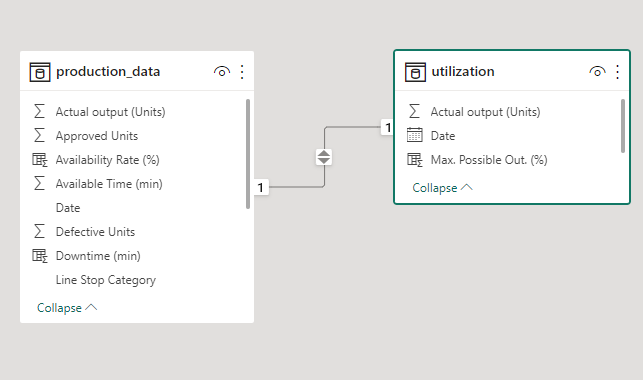 production_data
Actual output (Units)
Approved Units
Availability Rate (%)
Available Time (min)
Date
Defective Units
Downtime (min)
Line Stop Category
Collapse
1
1
utilization
Actual output (Units)
Date
Max. Possible Out. (%)
Collapse